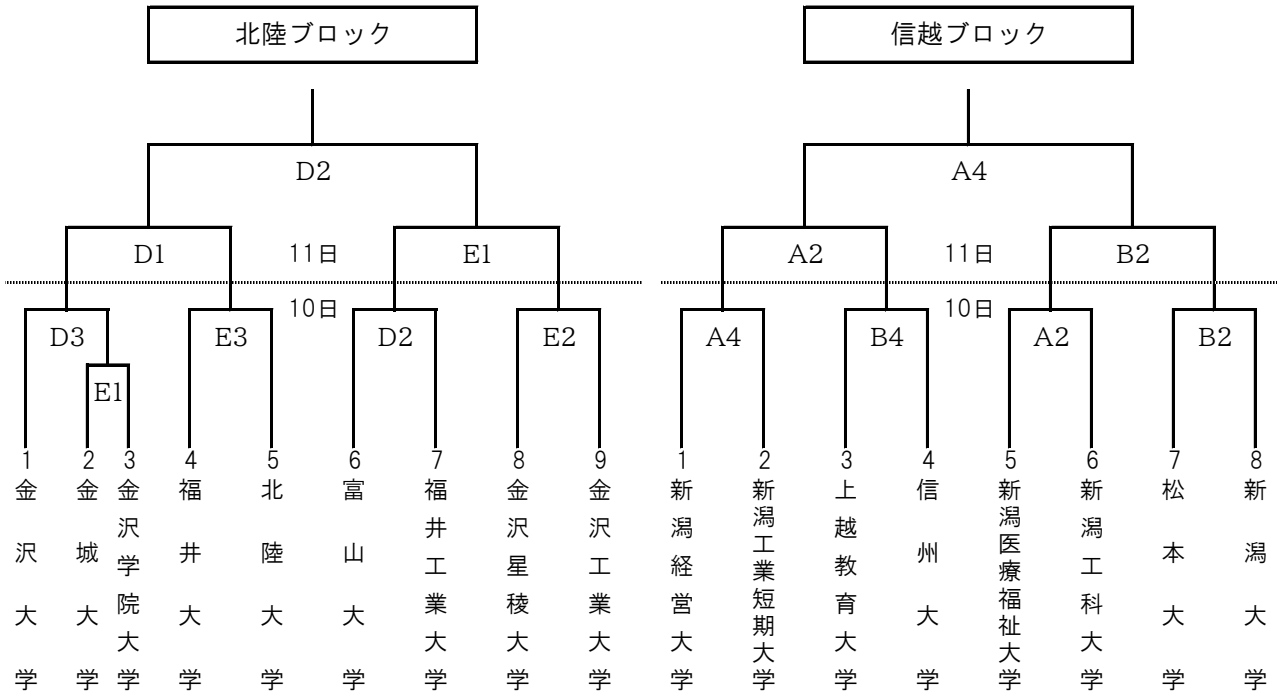 北陸ブロック
信越ブロック
D2
A4
D1
11日
E1
A2
11日
B2
10日
10日
D3
E3
D2
E2
A4
B4
A2
B2
E1
1
2
3
4
5
6
7
8
9
1
2
3
4
5
6
7
8
金沢大学
金城大学
金沢学院大学
福井大学
北陸大学
富山大学
福井工業大学
金沢星稜大学
金沢工業大学
新潟経営大学
新潟工業短期大学
上越教育大学
信州大学
新潟医療福祉大学
新潟工科大学
松本大学
新潟大学